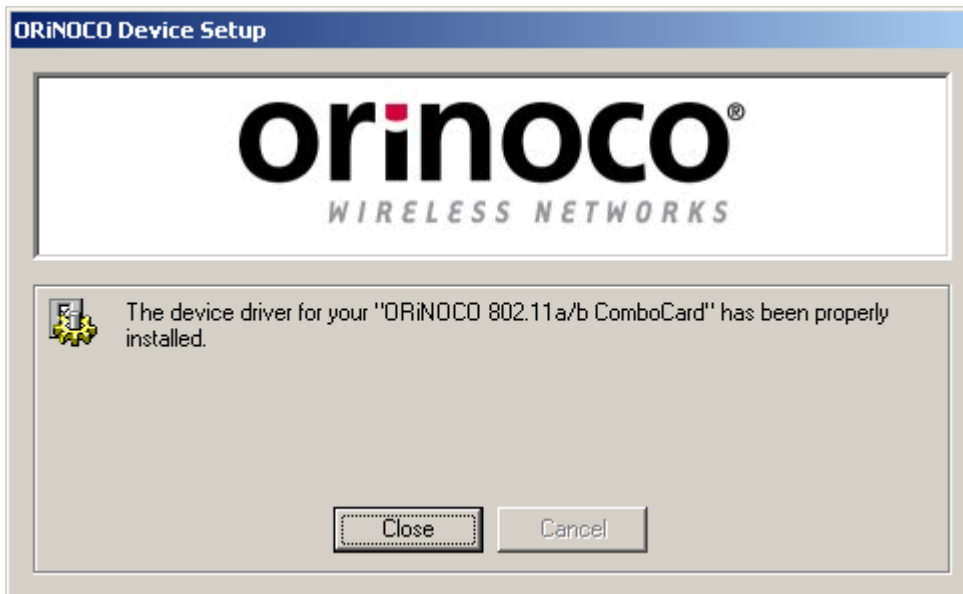 ORiNOCO Device Setup
orinoco®
WIRELESS NETWORKS
The device driver for your "ORiNOCO 802.11a/b ComboCard" has been properly
installed.
Close Cancel